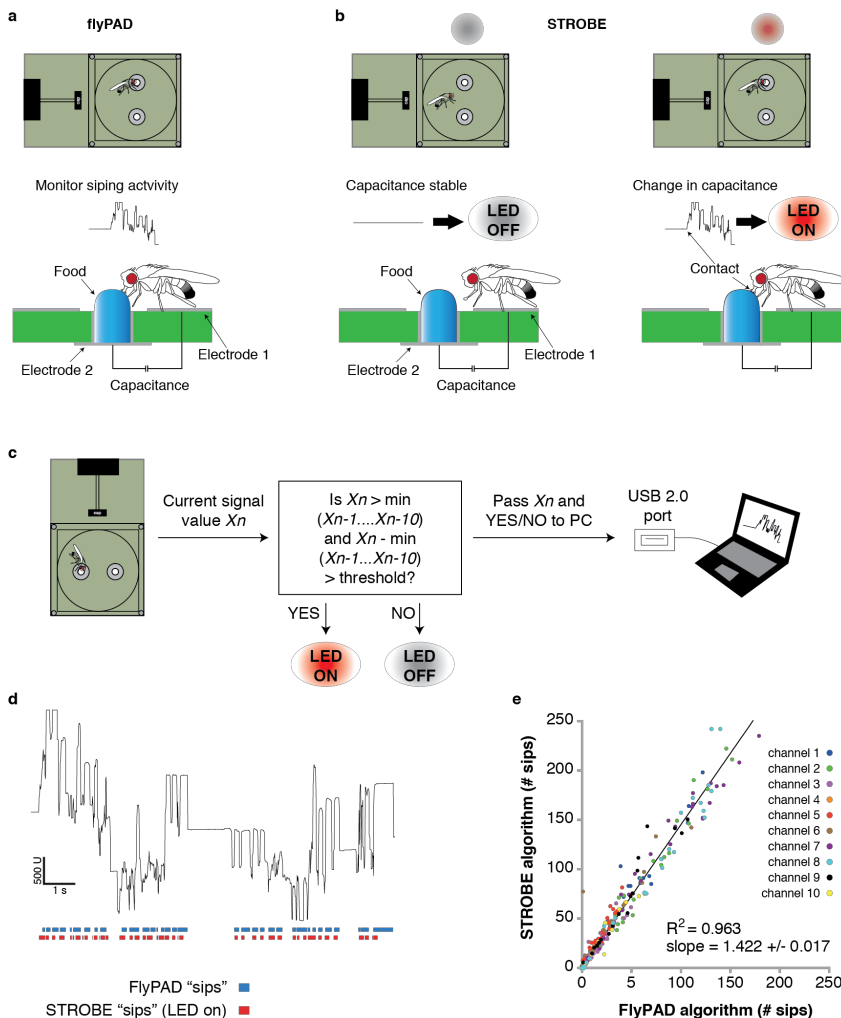 a
flyPAD
Monitor siping actvivity
Food
Electrode 2
Electrode 1
Capacitance
b
STROBE
Capacitance stable
LED
OFF
Food
Electrode 2
Electrode 1
Capacitance
Change in capacitance
LED
ON
Contact
c
Current signal
value Xn
Is Xn > min
(Xn-1....Xn-10)
and Xn - min
(Xn-1...Xn-10)
> threshold?
YES
NO
LED
ON
LED
OFF
Pass Xn and
YES/NO to PC
USB 2.0
port
d
500 U
1 s
FlyPAD “sips”
STROBE “sips” (LED on)
e
STROBE algorithm (# sips)
250
200
150
100
50
0
0
5
100
150
200
250
FlyPAD algorithm (# sips)
channel 1
channel 2
channel 3
channel 4
channel 5
channel 6
channel 7
channel 8
channel 9
channel 10
R2 = 0.963
slope = 1.422 +/- 0.017